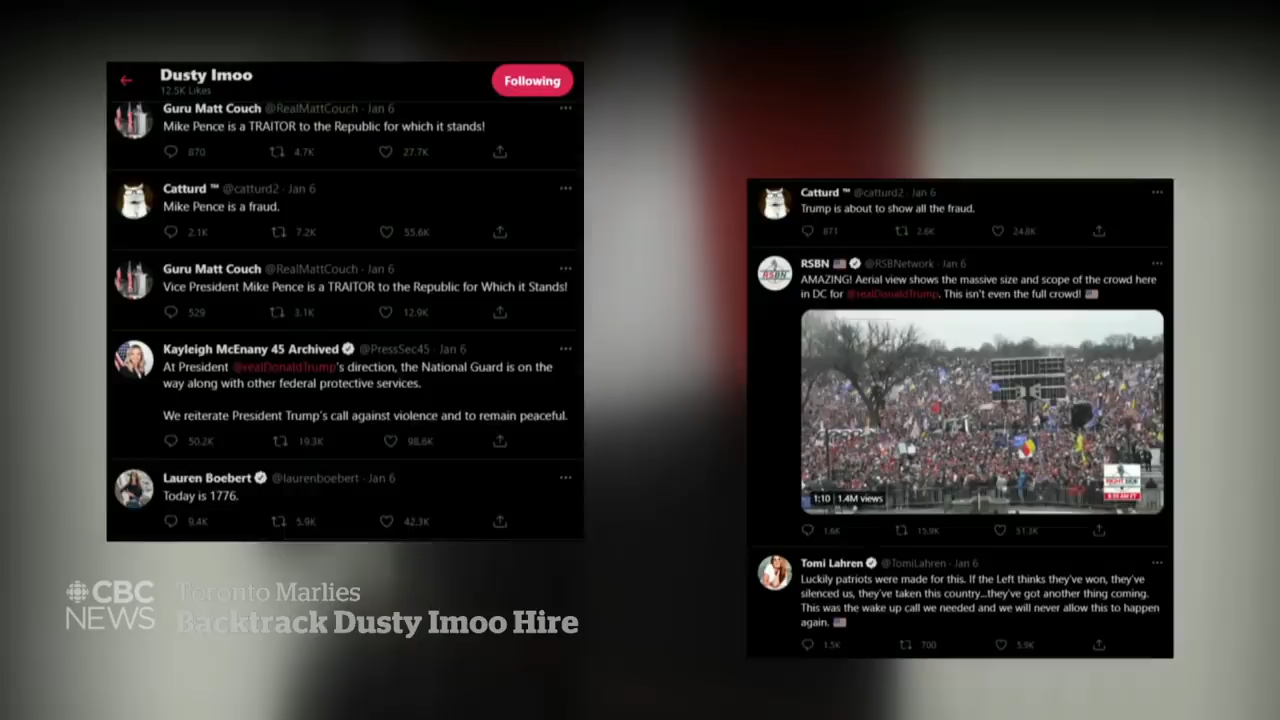 Dusty Imoo
12.5K Likes
Following
Guru Matt Couch @RealMattCouch · Jan 6
Mike Pence is a TRAITOR to the Republic for which it stands!
870 4.7K 27.7K
Catturd ™ @catturd2 · Jan 6
Mike Pence is a fraud.
2.1K 7.2K 55.6K
Guru Matt Couch @RealMattCouch · Jan 6
Vice President Mike Pence is a TRAITOR to the Republic for Which it Stands!
529 3.1K 12.9K
Kayleigh McEnany 45 Archived @PressSec45 · Jan 6
At President @realDonaldTrump's direction, the National Guard is on the
way along with other federal protective services.
We reiterate President Trump's call against violence and to remain peaceful.
50.2K 19.3K 98.6K
Lauren Boebert @laurenboebert · Jan 6
Today is 1776.
9.4K 5.9K 42.3K
Catturd ™ @catturd2 · Jan 6
Trump is about to show all the fraud.
871 2.6K 24.8K
RSBN @RSBNetwork · Jan 6
AMAZING! Aerial view shows the massive size and scope of the crowd here
in DC for @realDonaldTrump. This isn't even the full crowd!
RSBN
RIGHT SIDE
1:10 1.4M views
1.6K 15.9K 51.3K
Tomi Lahren @TomiLahren · Jan 6
Luckily patriots were made for this. If the Left thinks they've won, they've
silenced us, they've taken this country...they've got another thing coming.
This was the wake up call we needed and we will never allow this to happen
again.
1.5K 700 5.9K
CBC
NEWS
Toronto Marlies
Backtrack Dusty Imoo Hire